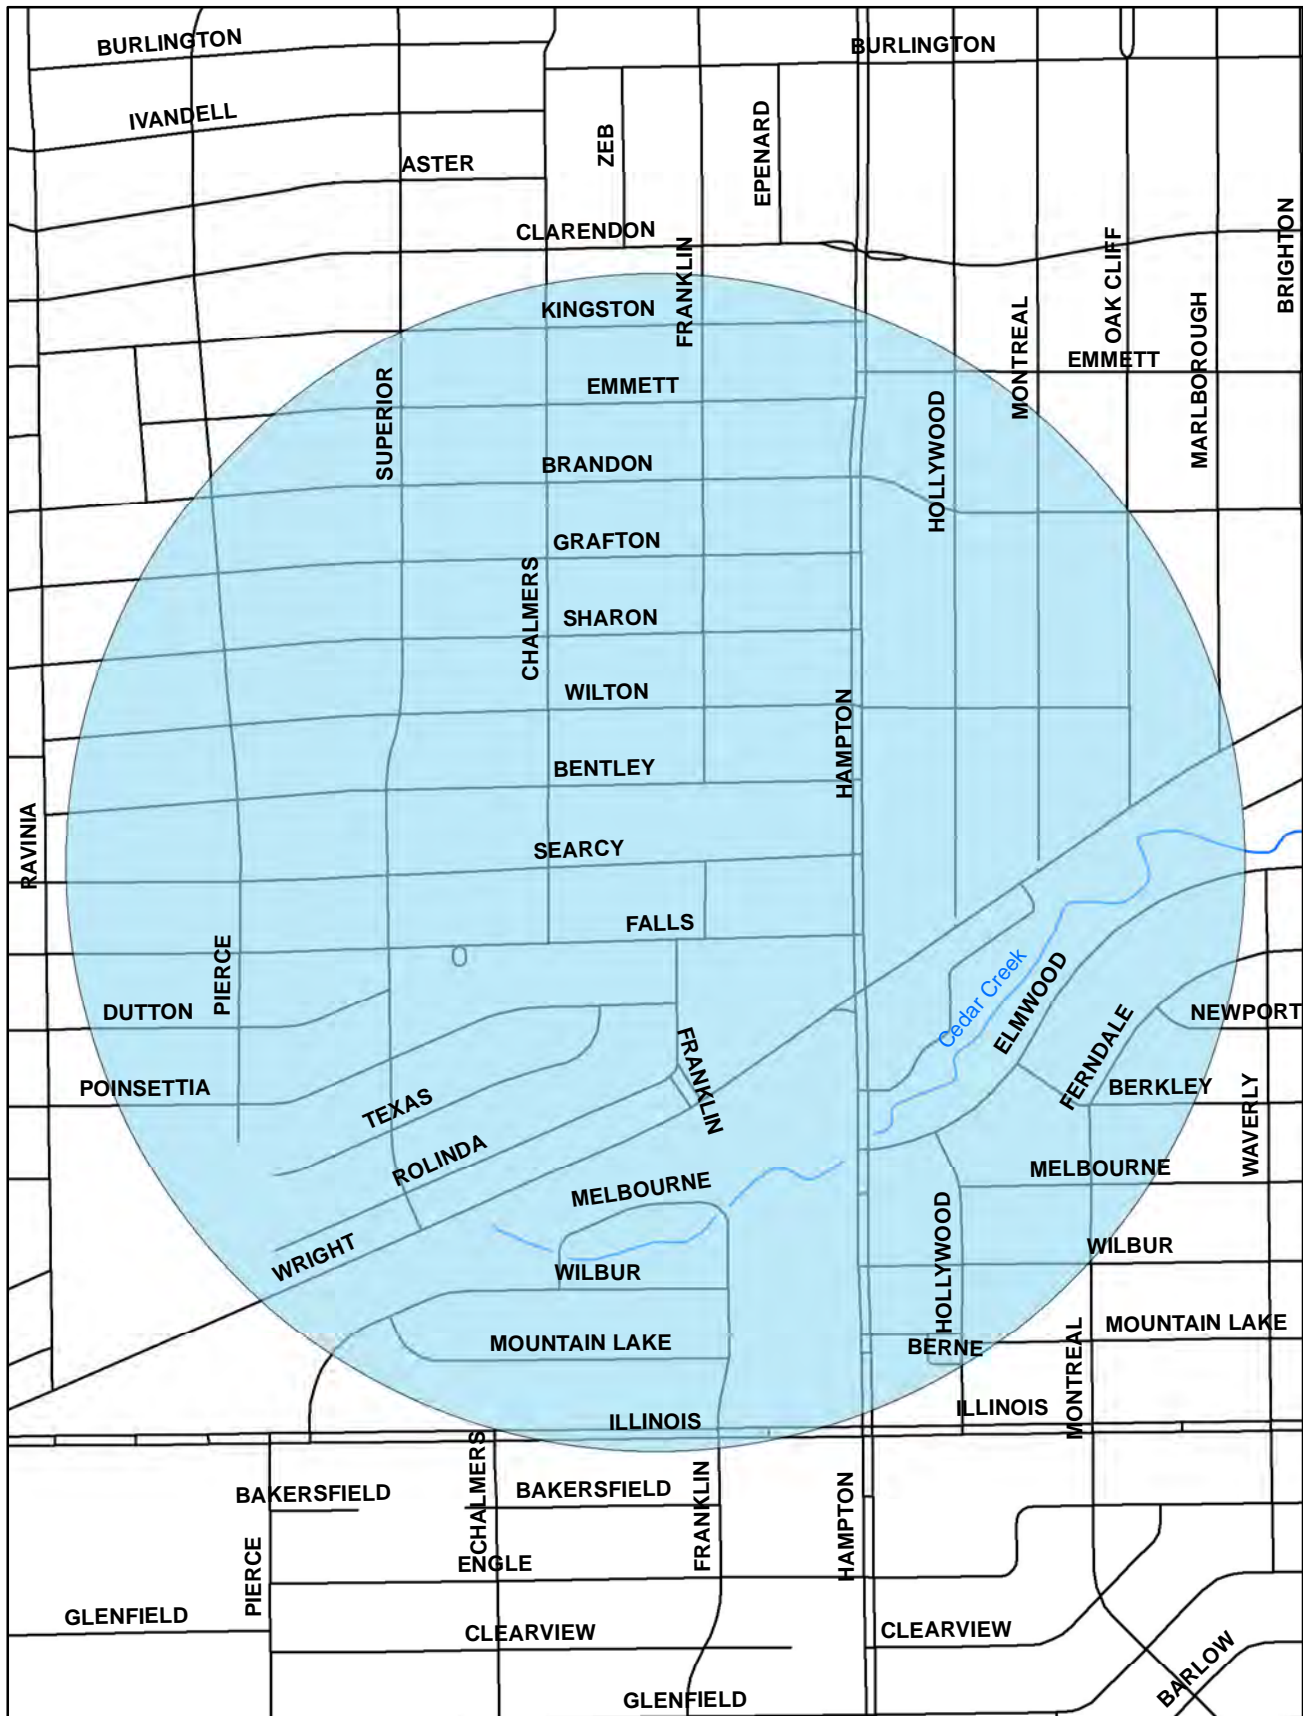 BURLINGTON
BURLINGTON
IVANDELL
ZEB
EPENARD
ASTER
CLARENDON
FRANKLIN
OAK CLIFF
BRIGHTON
KINGSTON
MONTREAL
MARLBOROUGH
EMMETT
SUPERIOR
EMMETT
HOLLYWOOD
BRANDON
GRAFTON
CHALMERS
SHARON
WILTON
HAMPTON
BENTLEY
RAVINIA
SEARCY
FALLS
PIERCE
Cedar Creek
ELMWOOD
DUTTON
NEWPORT
FRANKLIN
FERNDALE
POINSETTIA
BERKLEY
TEXAS
WAVERLY
ROLINDA
MELBOURNE
MELBOURNE
HOLLYWOOD
WRIGHT
WILBUR
WILBUR
MOUNTAIN LAKE
MOUNTAIN LAKE
BERNE
MONTREAL
ILLINOIS
ILLINOIS
CHALMERS
BAKERSFIELD
BAKERSFIELD
FRANKLIN
HAMPTON
PIERCE
ENGLE
GLENFIELD
CLEARVIEW
CLEARVIEW
BARLOW
GLENFIELD